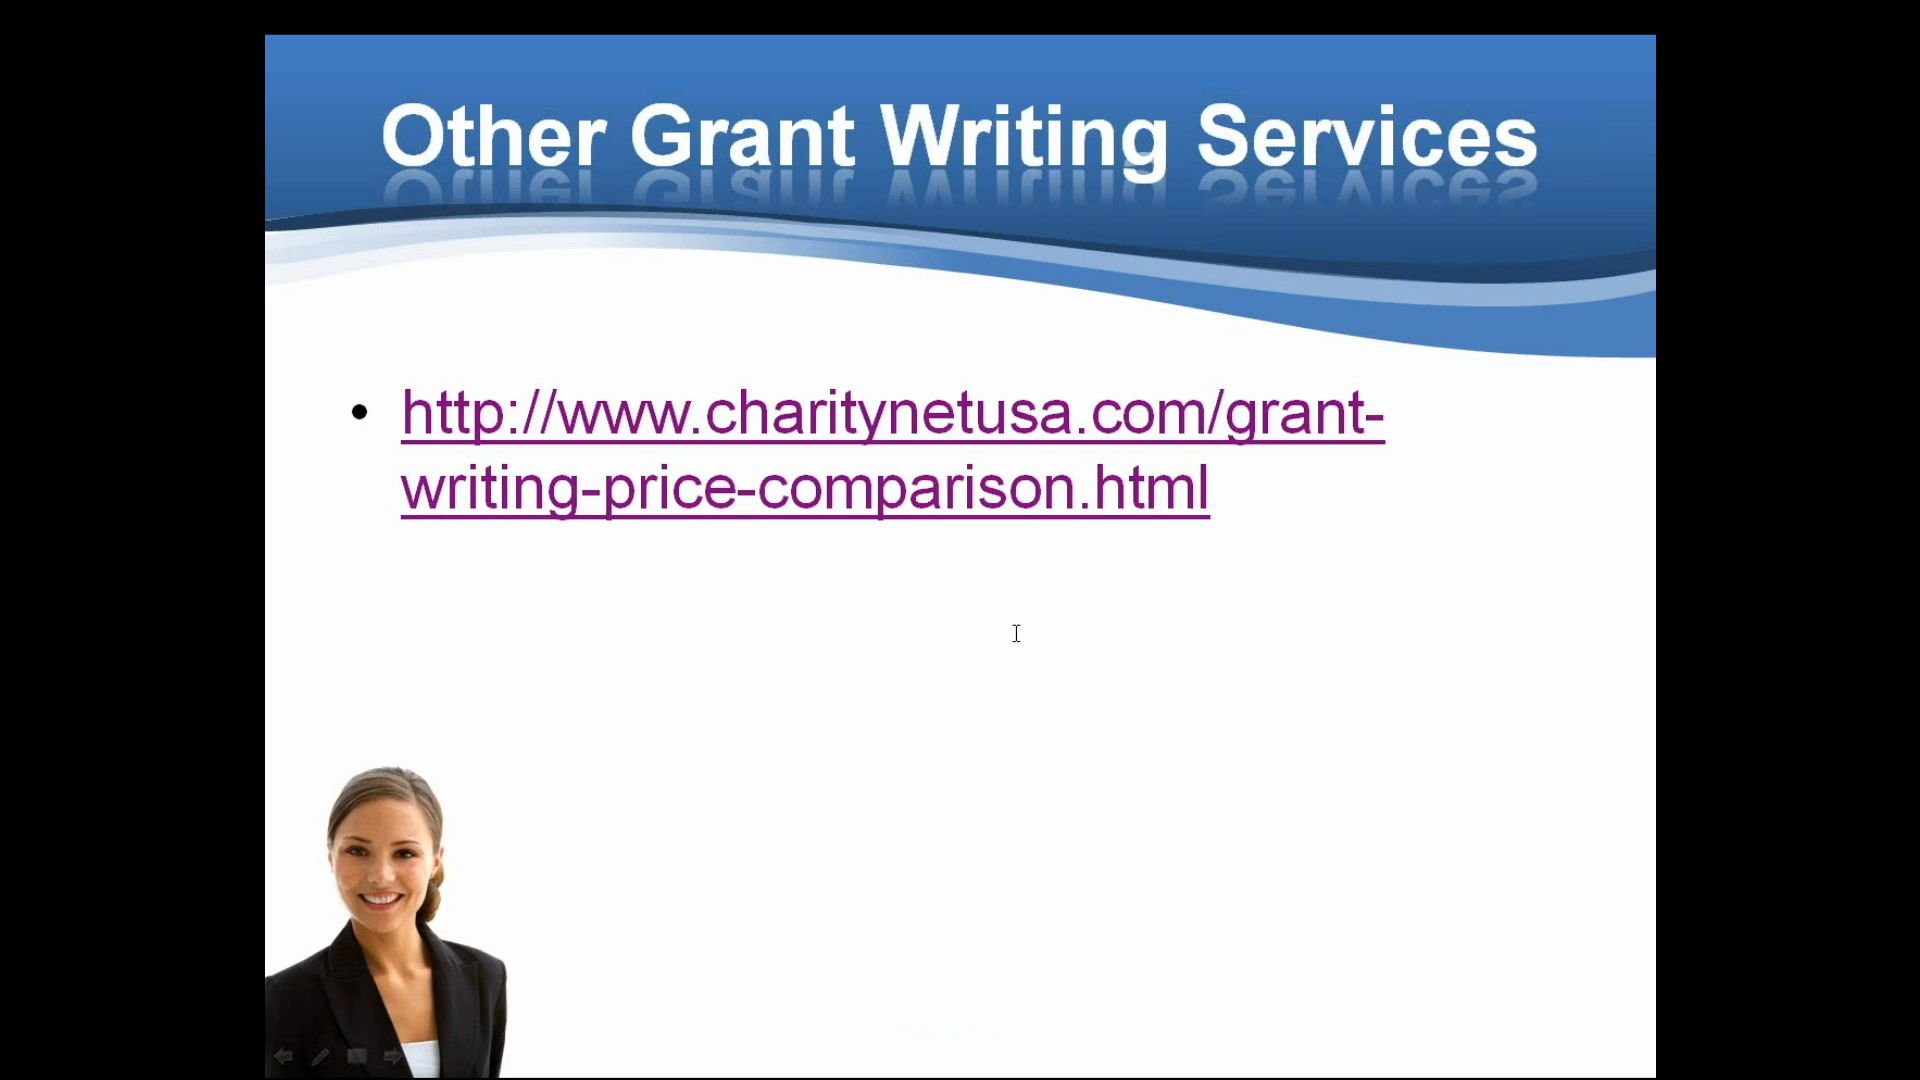 Other Grant Writing Services
• http://www.charitynetusa.com/grant-
writing-price-comparison.html